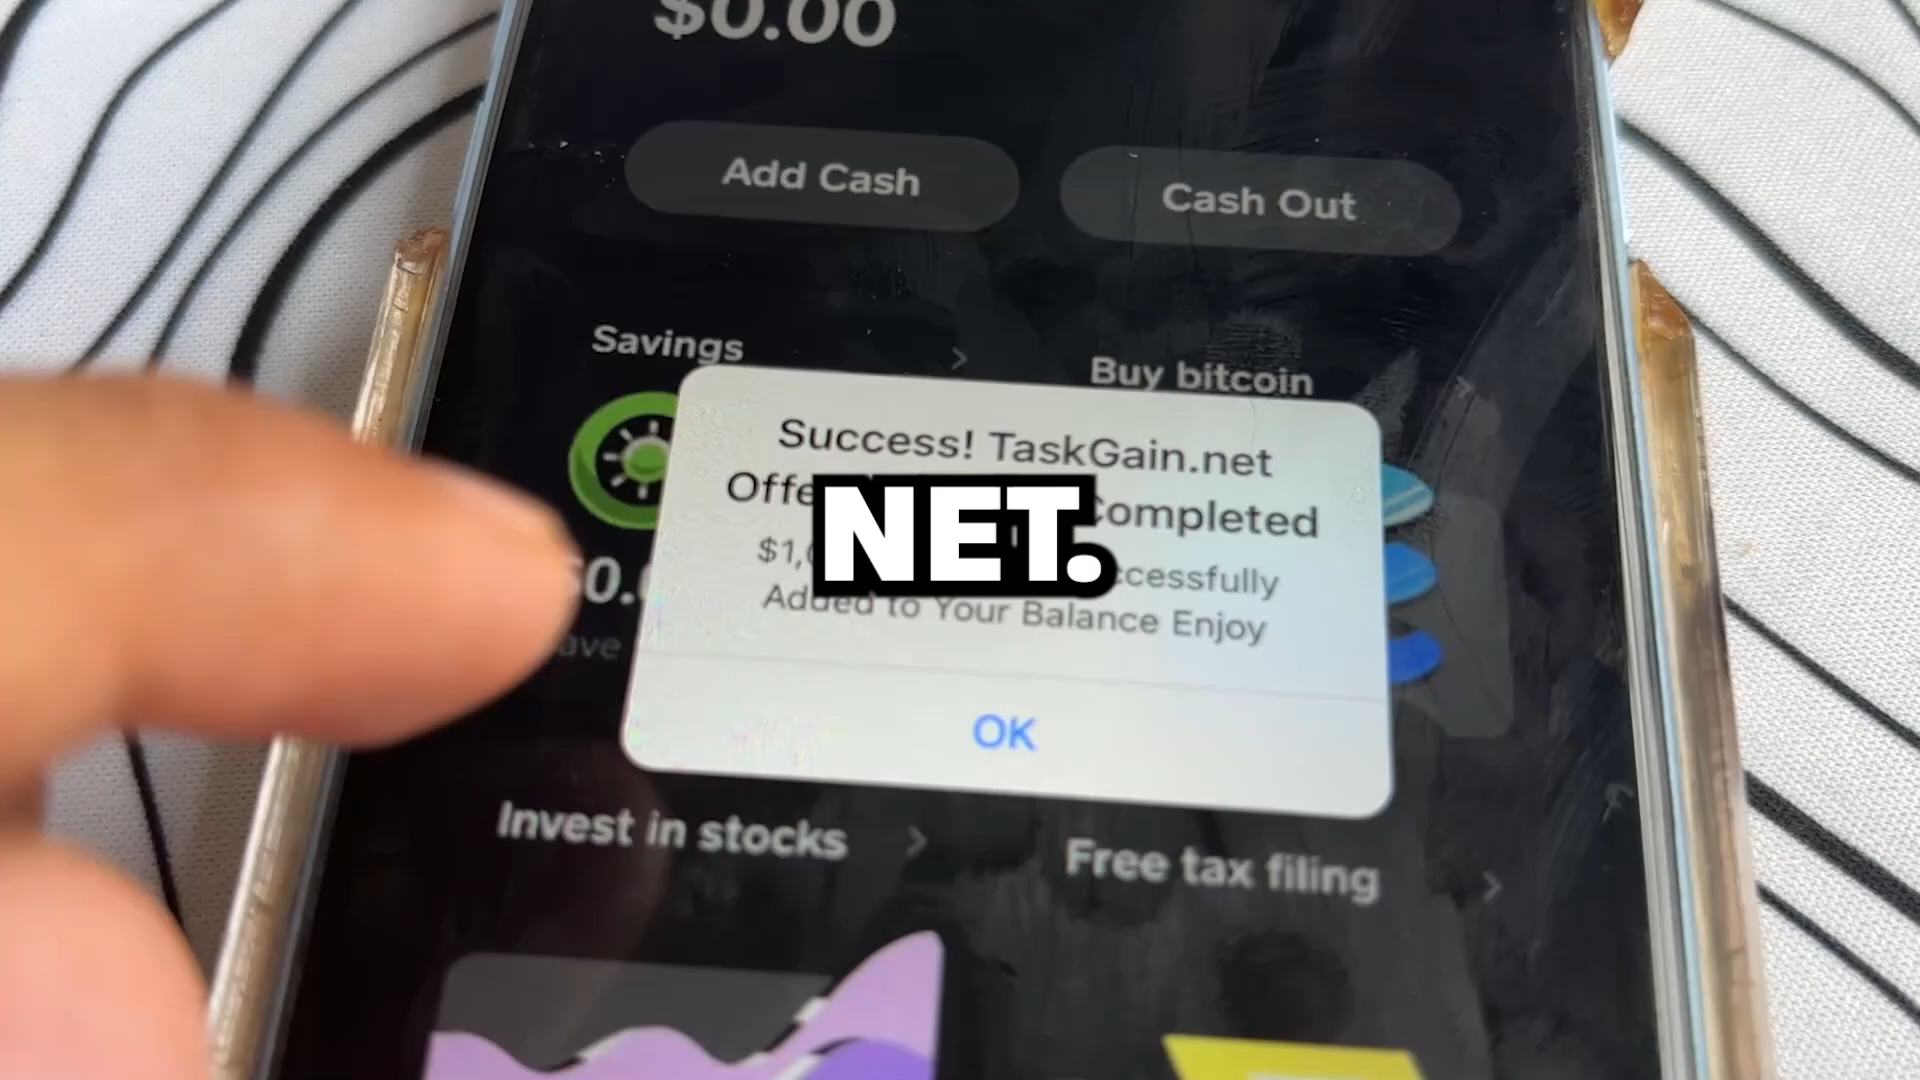 $0.00
Add Cash
Cash Out
Savings
Buy bitcoin
Success! TaskGain.net
Completed
NET.
Added to Your Balance Enjoy
OK
Invest in stocks
Free tax filing